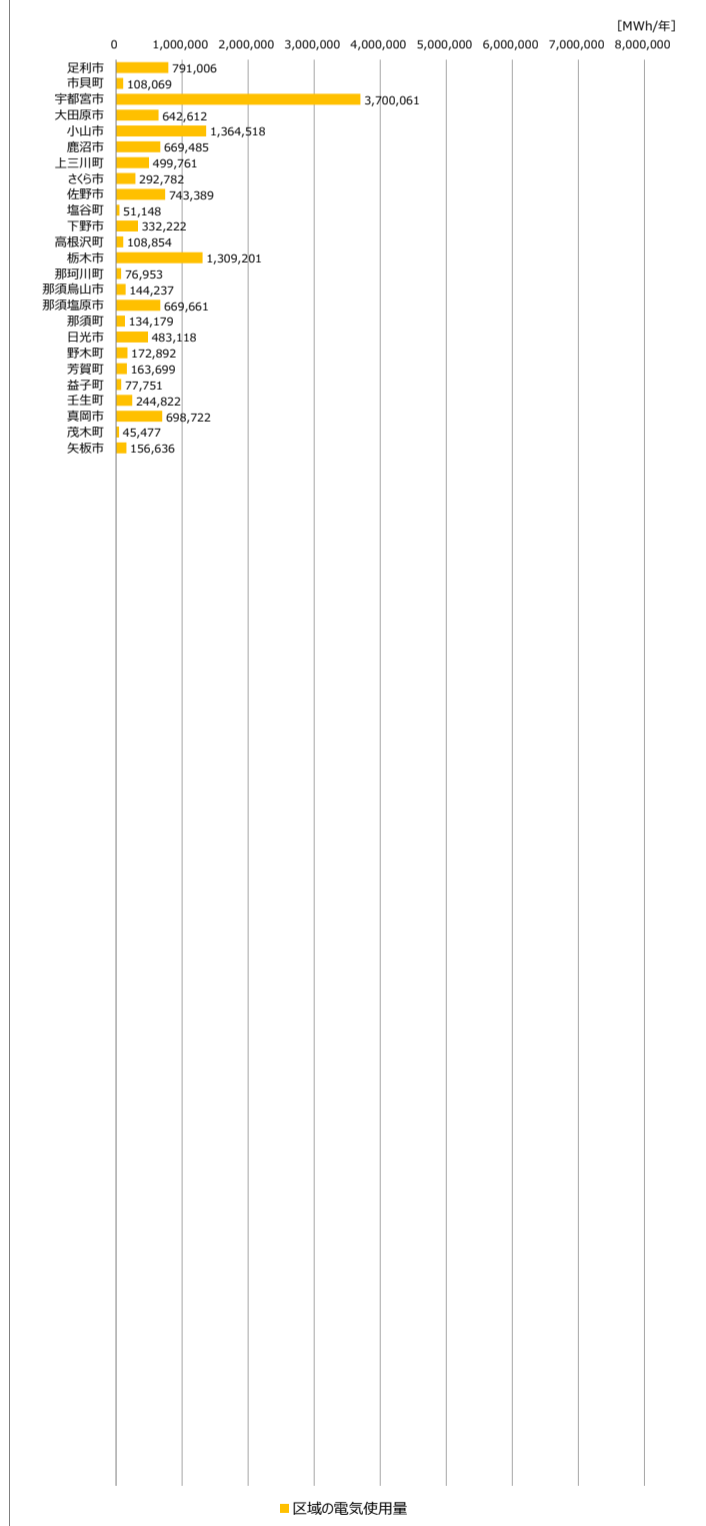 [MWh/年]
0 1,000,000 2,000,000 3,000,000 4,000,000 5,000,000 6,000,000 7,000,000 8,000,000
足利市 791,006
市貝町 108,069
宇都宮市 3,700,061
大田原市 642,612
小山市 1,364,518
鹿沼市 669,485
上三川町 499,761
さくら市 292,782
佐野市 743,389
塩谷町 51,148
下野市 332,222
高根沢町 108,854
栃木市 1,309,201
那珂川町 76,953
那須烏山市 144,237
那須塩原市 669,661
那須町 134,179
日光市 483,118
野木町 172,892
芳賀町 163,699
益子町 77,751
壬生町 244,822
真岡市 698,722
茂木町 45,477
矢板市 156,636
区域の電気使用量